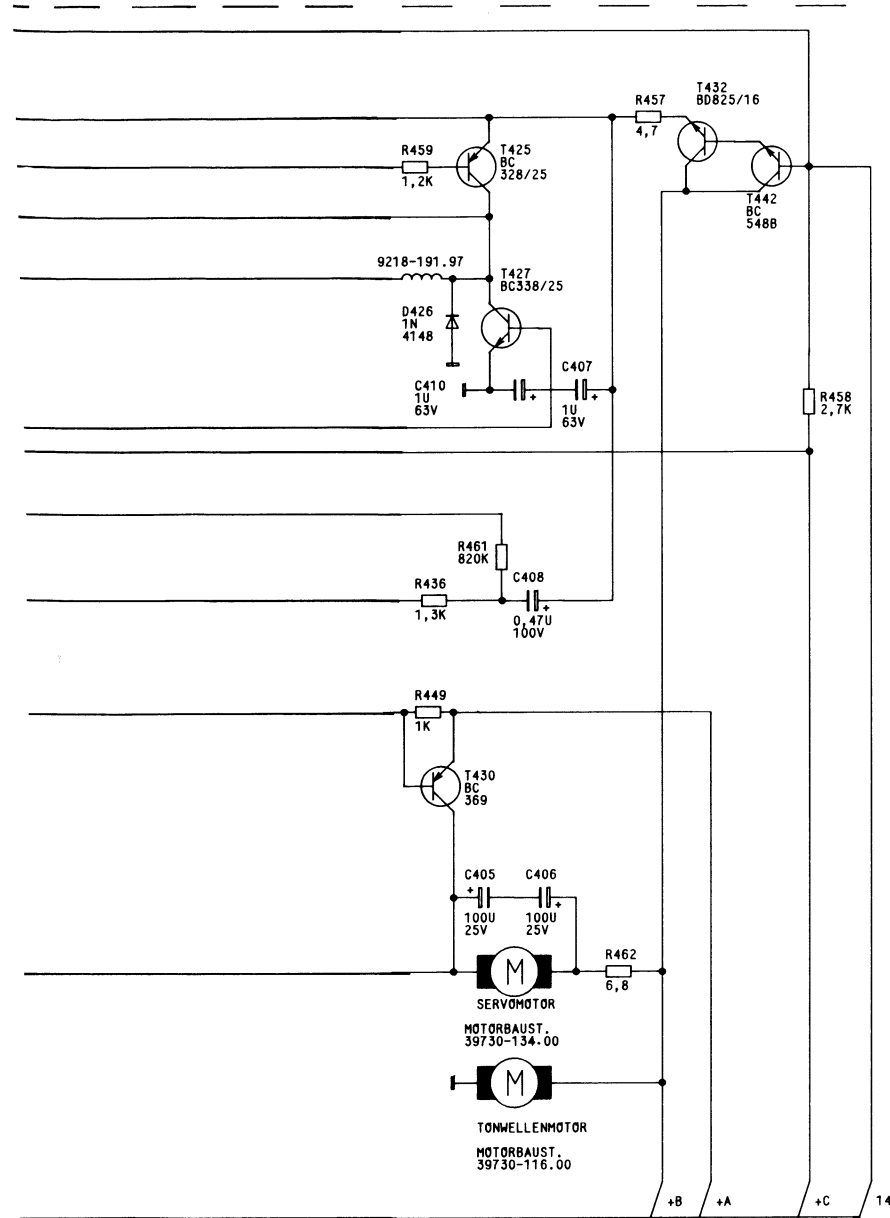 T432
BD825/16
R457
4,7
R459
1,2K
T425
BC
328/25
T442
BC
548B
9218-191.97
T427
BC338/25
D426
1N
4148
C410
1U
63V
C407
1U
63V
R458
2,7K
R461
820K
C408
0,47U
100V
R436
1,3K
R449
1K
T430
BC
369
C405
100U
25V
C406
100U
25V
R462
6,8
M
SERVOMOTOR
MOTORBAUST.
39730-134.00
M
TONWELLENMOTOR
MOTORBAUST.
39730-116.00
+B
+A
+C
14